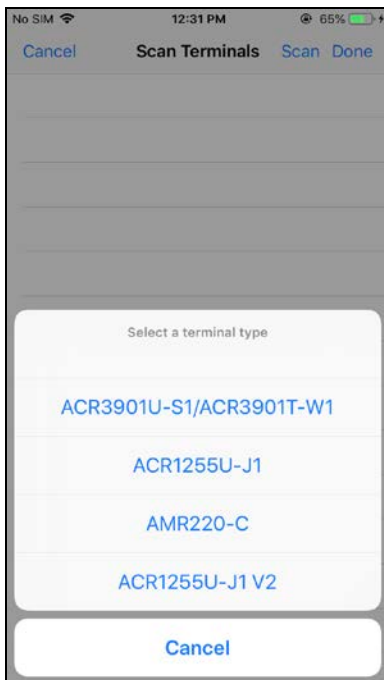 No SIM 12:31 PM 65%
Cancel Scan Terminals Scan Done
Select a terminal type
ACR3901U-S1/ACR3901T-W1
ACR1255U-J1
AMR220-C
ACR1255U-J1 V2
Cancel